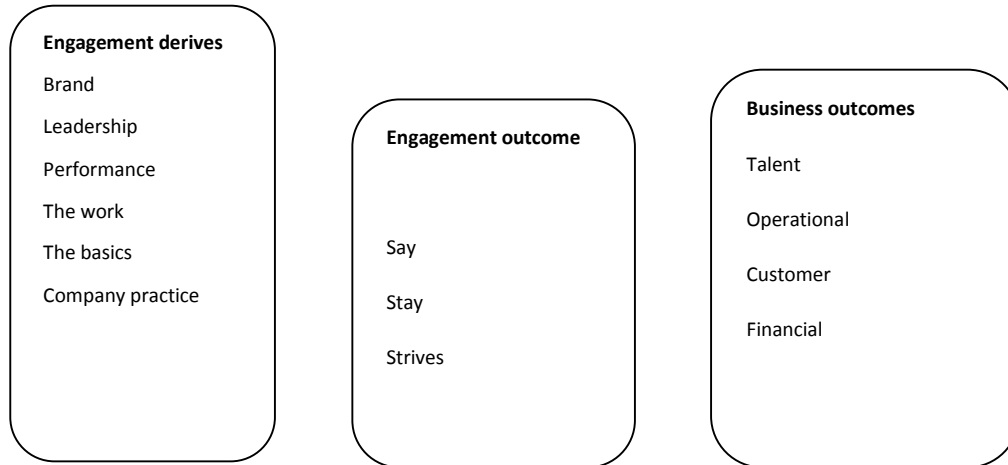 Engagement derives
Brand
Leadership
Performance
The work
The basics
Company practice
Engagement outcome
Say
Stay
Strives
Business outcomes
Talent
Operational
Customer
Financial